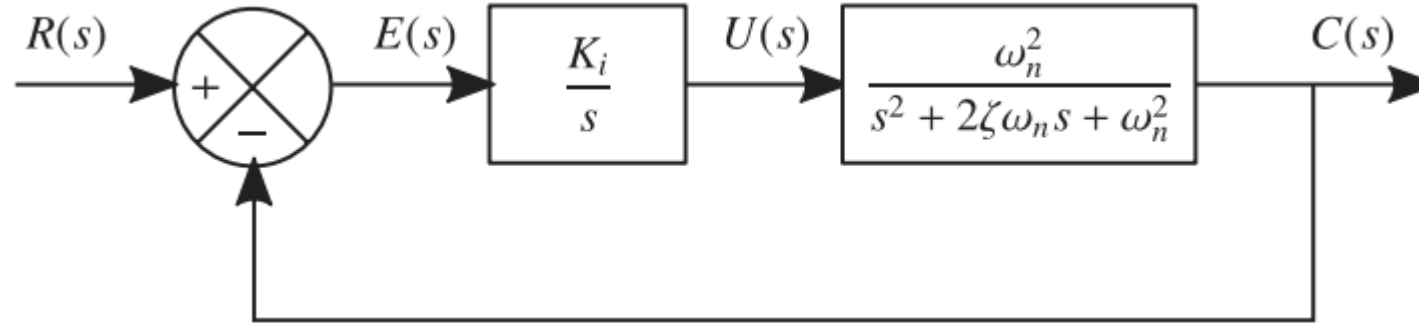 R(s)
E(s)
U(s)
C(s)
+
−
K_i
s
ω_n^2
s^2 + 2ζω_n s + ω_n^2